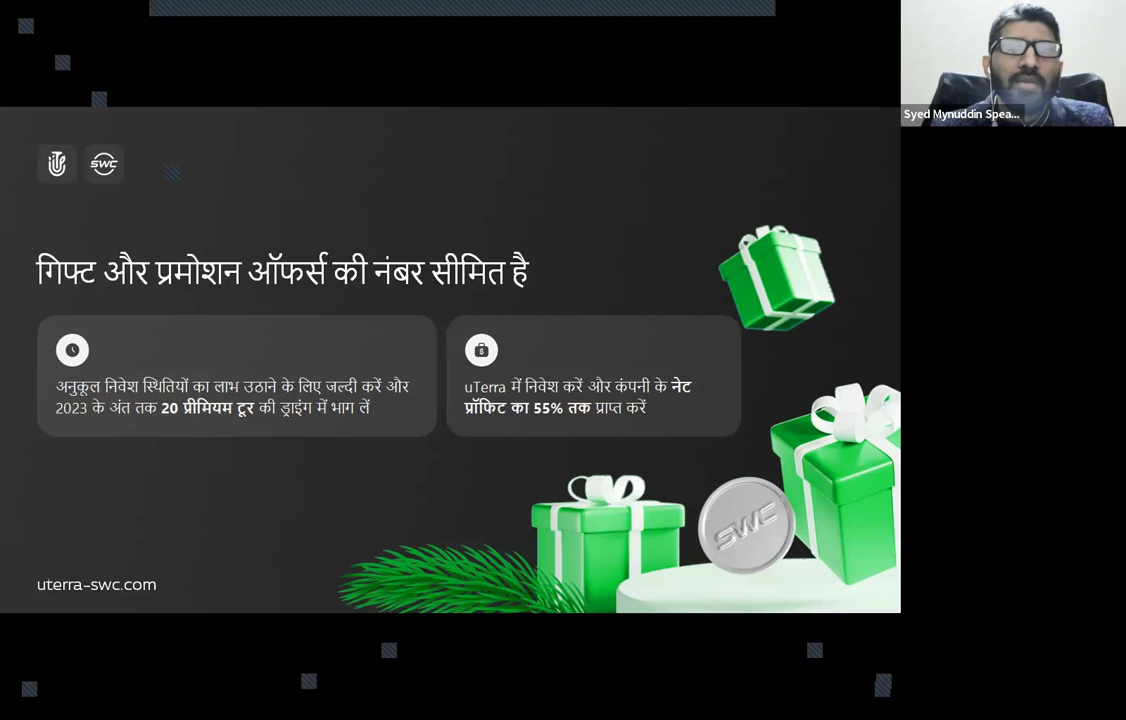 Syed Mynuddin Spea...
SWC
गिफ्ट और प्रमोशन ऑफर्स की नंबर सीमित है
अनुकूल निवेश स्थितियों का लाभ उठाने के लिए जल्दी करें और
2023 के अंत तक 20 प्रीमियम टूर की ड्राइंग में भाग लें
uTerra में निवेश करें और कंपनी के नेट
प्रॉफिट का 55% तक प्राप्त करें
SWC
uterra-swc.com